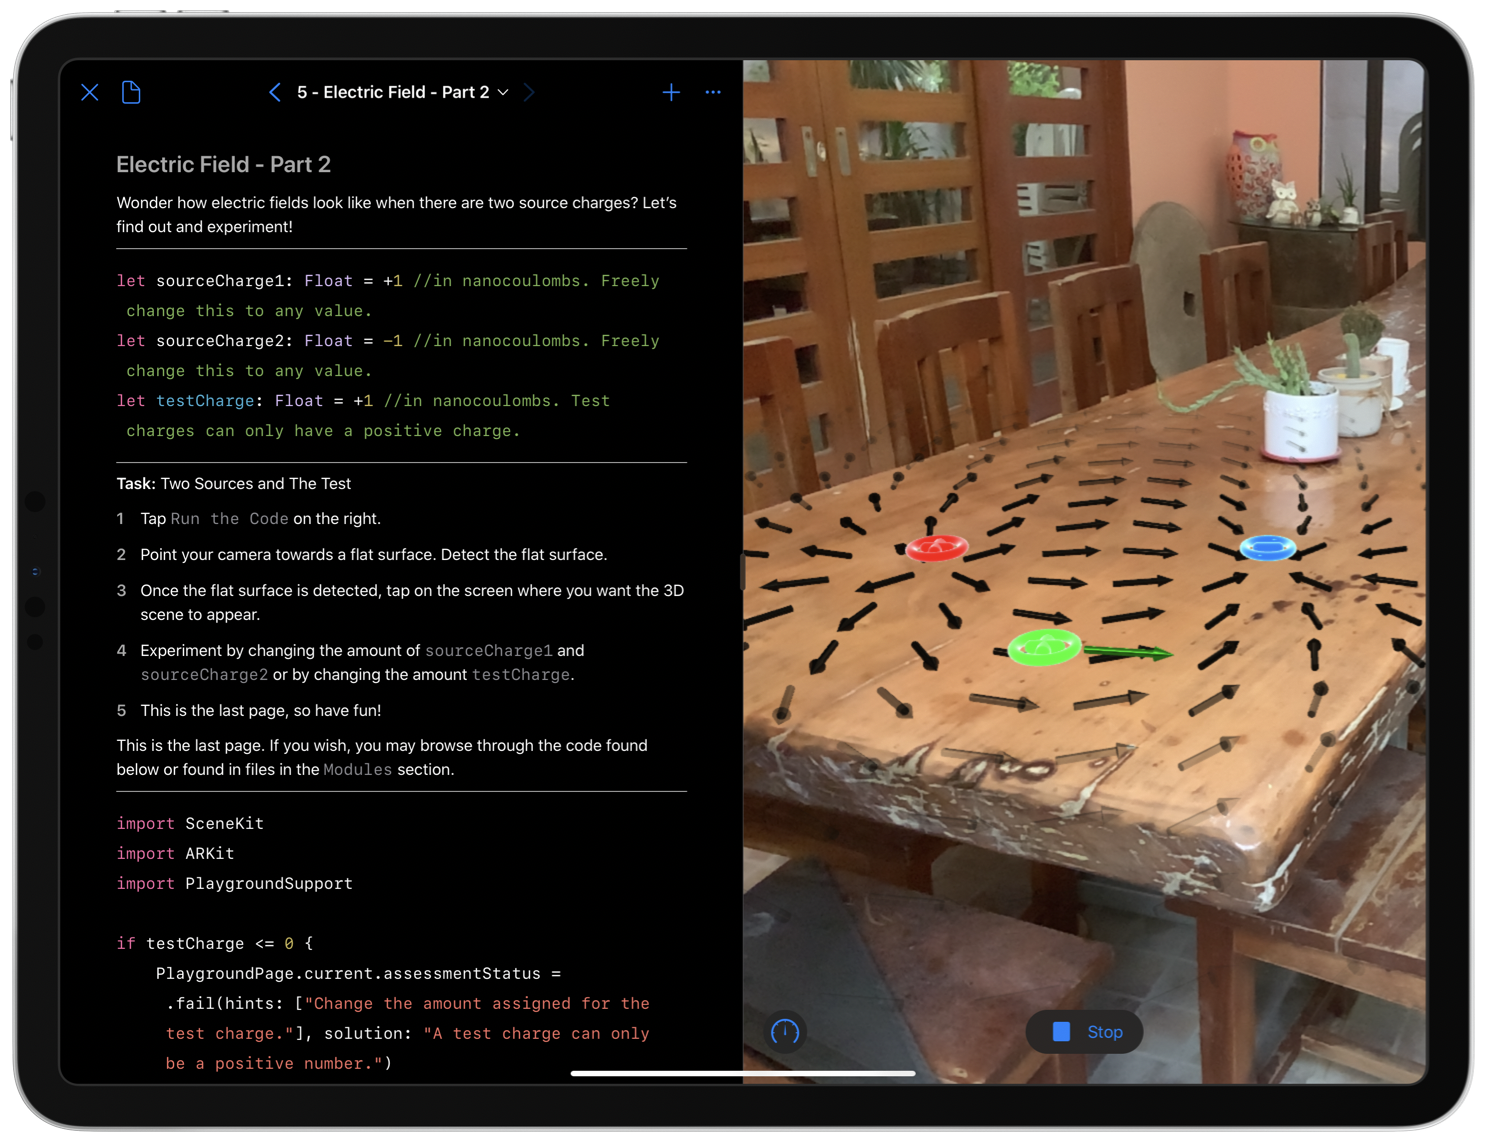 5 - Electric Field - Part 2
Electric Field - Part 2
Wonder how electric fields look like when there are two source charges? Let’s
find out and experiment!
let sourceCharge1: Float = +1 //in nanocoulombs. Freely
change this to any value.
let sourceCharge2: Float = −1 //in nanocoulombs. Freely
change this to any value.
let testCharge: Float = +1 //in nanocoulombs. Test
charges can only have a positive charge.
Task: Two Sources and The Test
1 Tap Run the Code on the right.
2 Point your camera towards a flat surface. Detect the flat surface.
3 Once the flat surface is detected, tap on the screen where you want the 3D
scene to appear.
4 Experiment by changing the amount of sourceCharge1 and
sourceCharge2 or by changing the amount testCharge.
5 This is the last page, so have fun!
This is the last page. If you wish, you may browse through the code found
below or found in files in the Modules section.
import SceneKit
import ARKit
import PlaygroundSupport
if testCharge <= 0 {
PlaygroundPage.current.assessmentStatus =
.fail(hints: ["Change the amount assigned for the
test charge."], solution: "A test charge can only
be a positive number.")
Stop